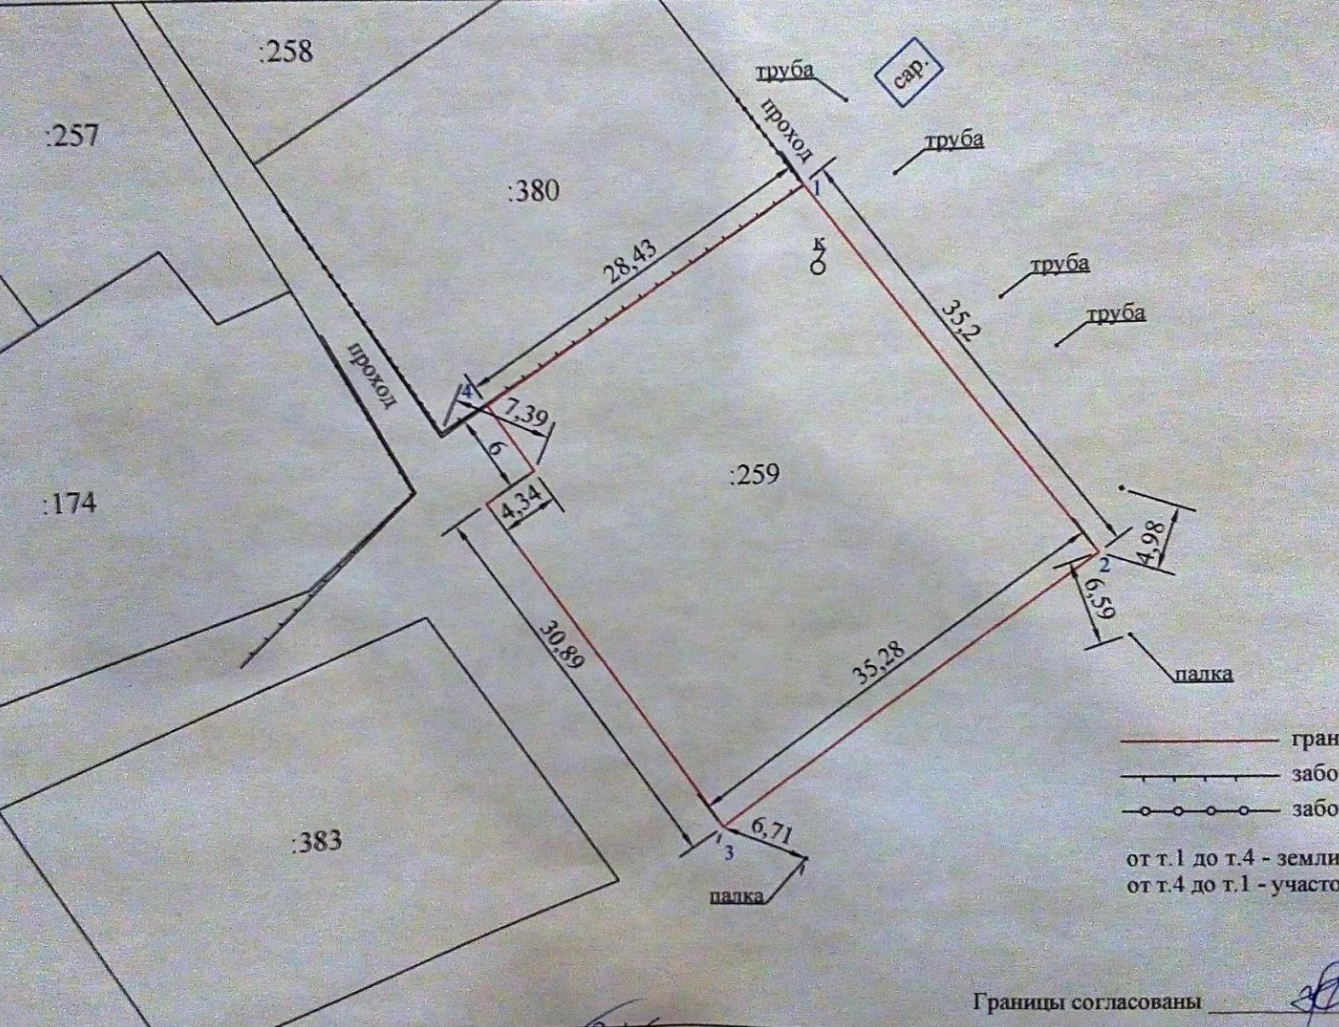 :258
труба
сар.
:257
проход
труба
:380
1
28,43
к
труба
35,2
труба
проход
4
7,39
6
:259
:174
4,34
4,98
2
6,59
30,89
35,28
палка
гран
забо
забо
:383
6,71
3
от т.1 до т.4 - земли
от т.4 до т.1 - участо
палка
Границы согласованы